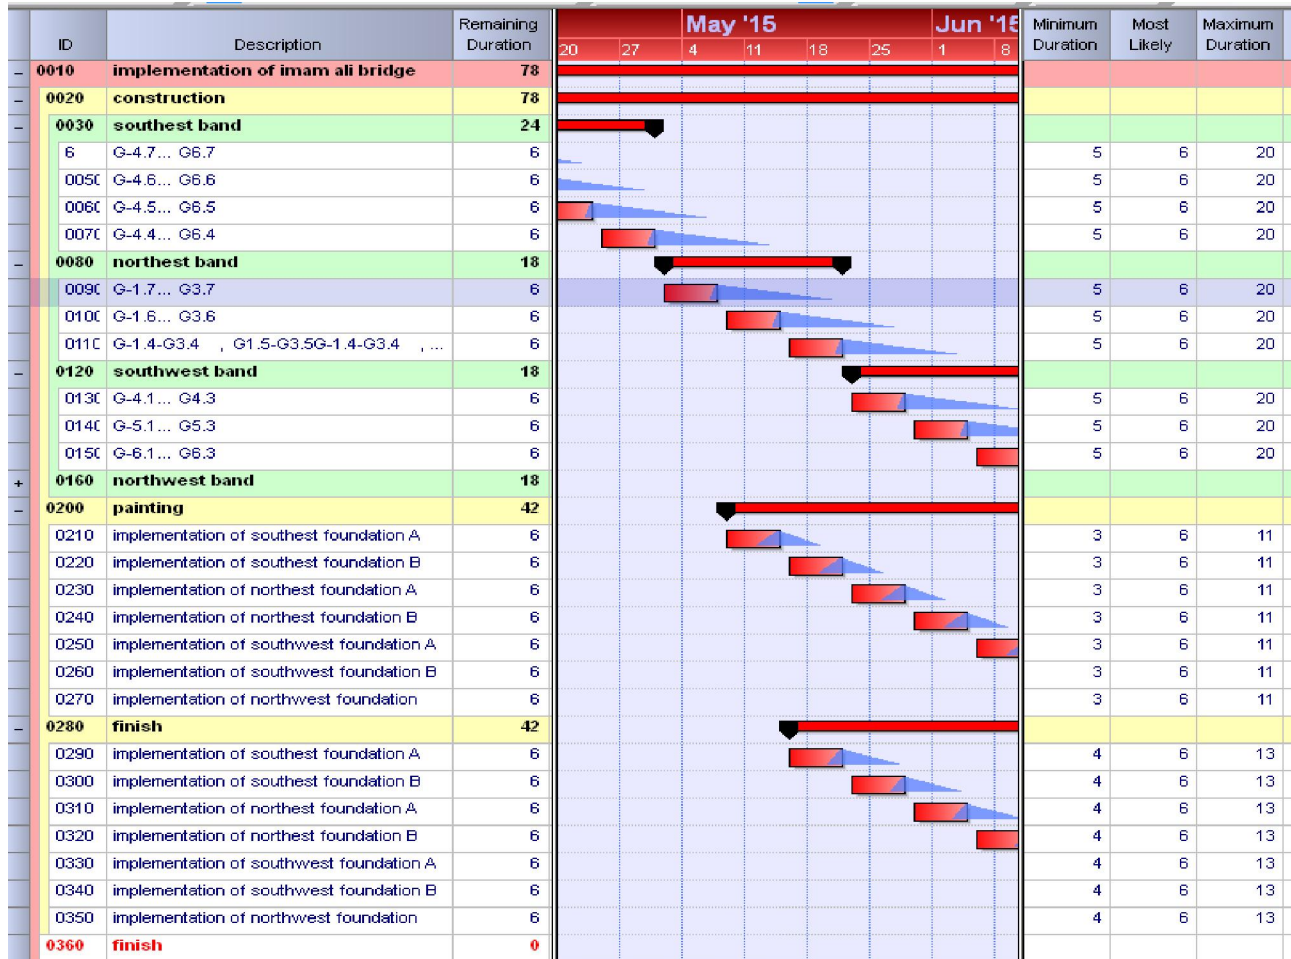 ID Description Remaining Duration May '15 Jun '15 Minimum Duration Most Likely Maximum Duration
20 27 4 11 18 25 1 8
0010 implementation of imam ali bridge 78
0020 construction 78
0030 southest band 24
6 G-4.7... G6.7 6 5 6 20
005( G-4.6... G6.6 6 5 6 20
006( G-4.5... G6.5 6 5 6 20
007( G-4.4... G6.4 6 5 6 20
0080 northest band 18
009( G-1.7... G3.7 6 5 6 20
010( G-1.6... G3.6 6 5 6 20
011( G-1.4-G3.4 , G1.5-G3.5G-1.4-G3.4 , ... 6 5 6 20
0120 southwest band 18
013( G-4.1... G4.3 6 5 6 20
014( G-5.1... G5.3 6 5 6 20
015( G-6.1... G6.3 6 5 6 20
0160 northwest band 18
0200 painting 42
0210 implementation of southest foundation A 6 3 6 11
0220 implementation of southest foundation B 6 3 6 11
0230 implementation of northest foundation A 6 3 6 11
0240 implementation of northest foundation B 6 3 6 11
0250 implementation of southwest foundation A 6 3 6 11
0260 implementation of southwest foundation B 6 3 6 11
0270 implementation of northwest foundation 6 3 6 11
0280 finish 42
0290 implementation of southest foundation A 6 4 6 13
0300 implementation of southest foundation B 6 4 6 13
0310 implementation of northest foundation A 6 4 6 13
0320 implementation of northest foundation B 6 4 6 13
0330 implementation of southwest foundation A 6 4 6 13
0340 implementation of southwest foundation B 6 4 6 13
0350 implementation of northwest foundation 6 4 6 13
0360 finish 0